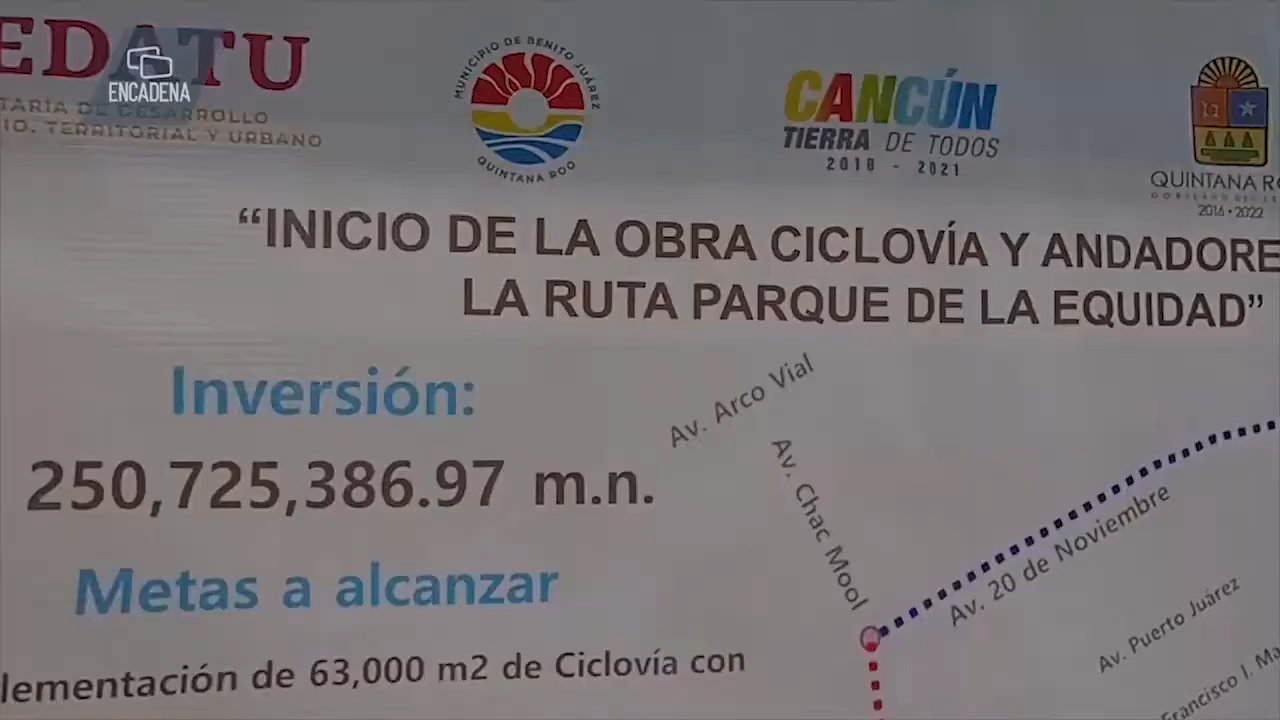 EDATU
ENCADENA
TARÍA DE DESARROLLO
IO, TERRITORIAL Y URBANO
MUNICIPIO DE BENITO JUÁREZ
QUINTANA ROO
CANCÚN
TIERRA DE TODOS
2018 - 2021
QUINTANA R
2016 • 2022
“INICIO DE LA OBRA CICLOVÍA Y ANDADORE
LA RUTA PARQUE DE LA EQUIDAD”
Inversión:
250,725,386.97 m.n.
Metas a alcanzar
lementación de 63,000 m2 de Ciclovía con
Av. Arco Vial
Av. Chac Mool
Av. 20 de Noviembre
Av. Puerto Juárez
Francisco I. Ma